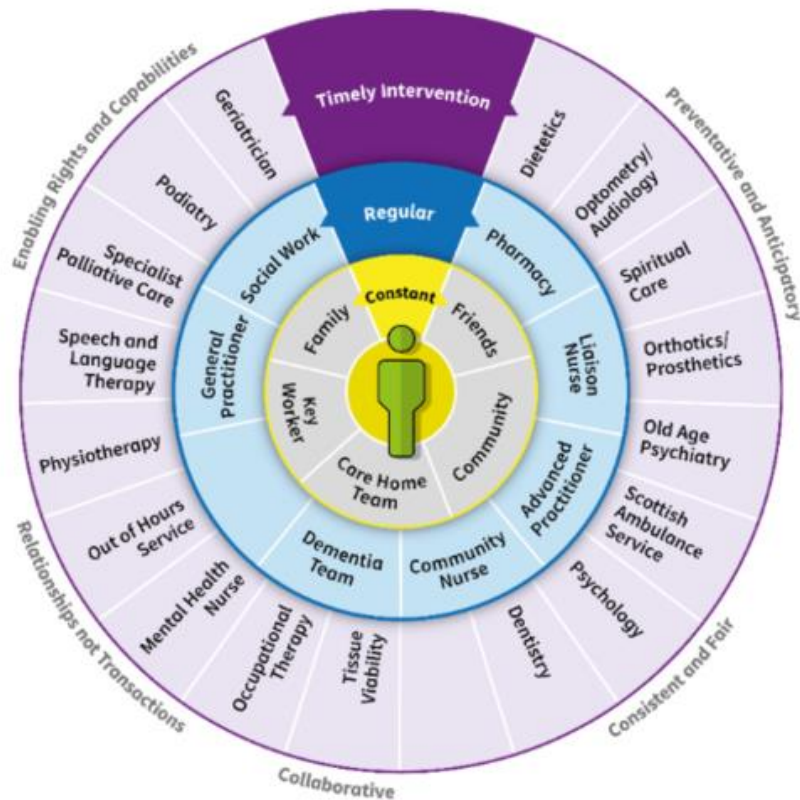 Timely Intervention
Regular
Constant
Family
Friends
Community
Care Home
Team
Key
Worker
Social Work
Pharmacy
Liaison
Nurse
Advanced
Practitioner
Community
Nurse
Dementia
Team
General
Practitioner
Geriatrician
Dietetics
Optometry/
Audiology
Spiritual
Care
Orthotics/
Prosthetics
Old Age
Psychiatry
Scottish
Ambulance
Service
Psychology
Dentistry
Tissue
Viability
Occupational
Therapy
Mental Health
Nurse
Out of Hours
Service
Physiotherapy
Speech and
Language
Therapy
Specialist
Palliative Care
Podiatry
Enabling Rights and Capabilities
Preventative and Anticipatory
Consistent and Fair
Collaborative
Relationships not Transactions